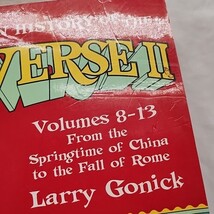 HISTORY OF THE
VERSE II
Volumes 8-13
From the
Springtime of China
to the Fall of Rome
Larry Gonick